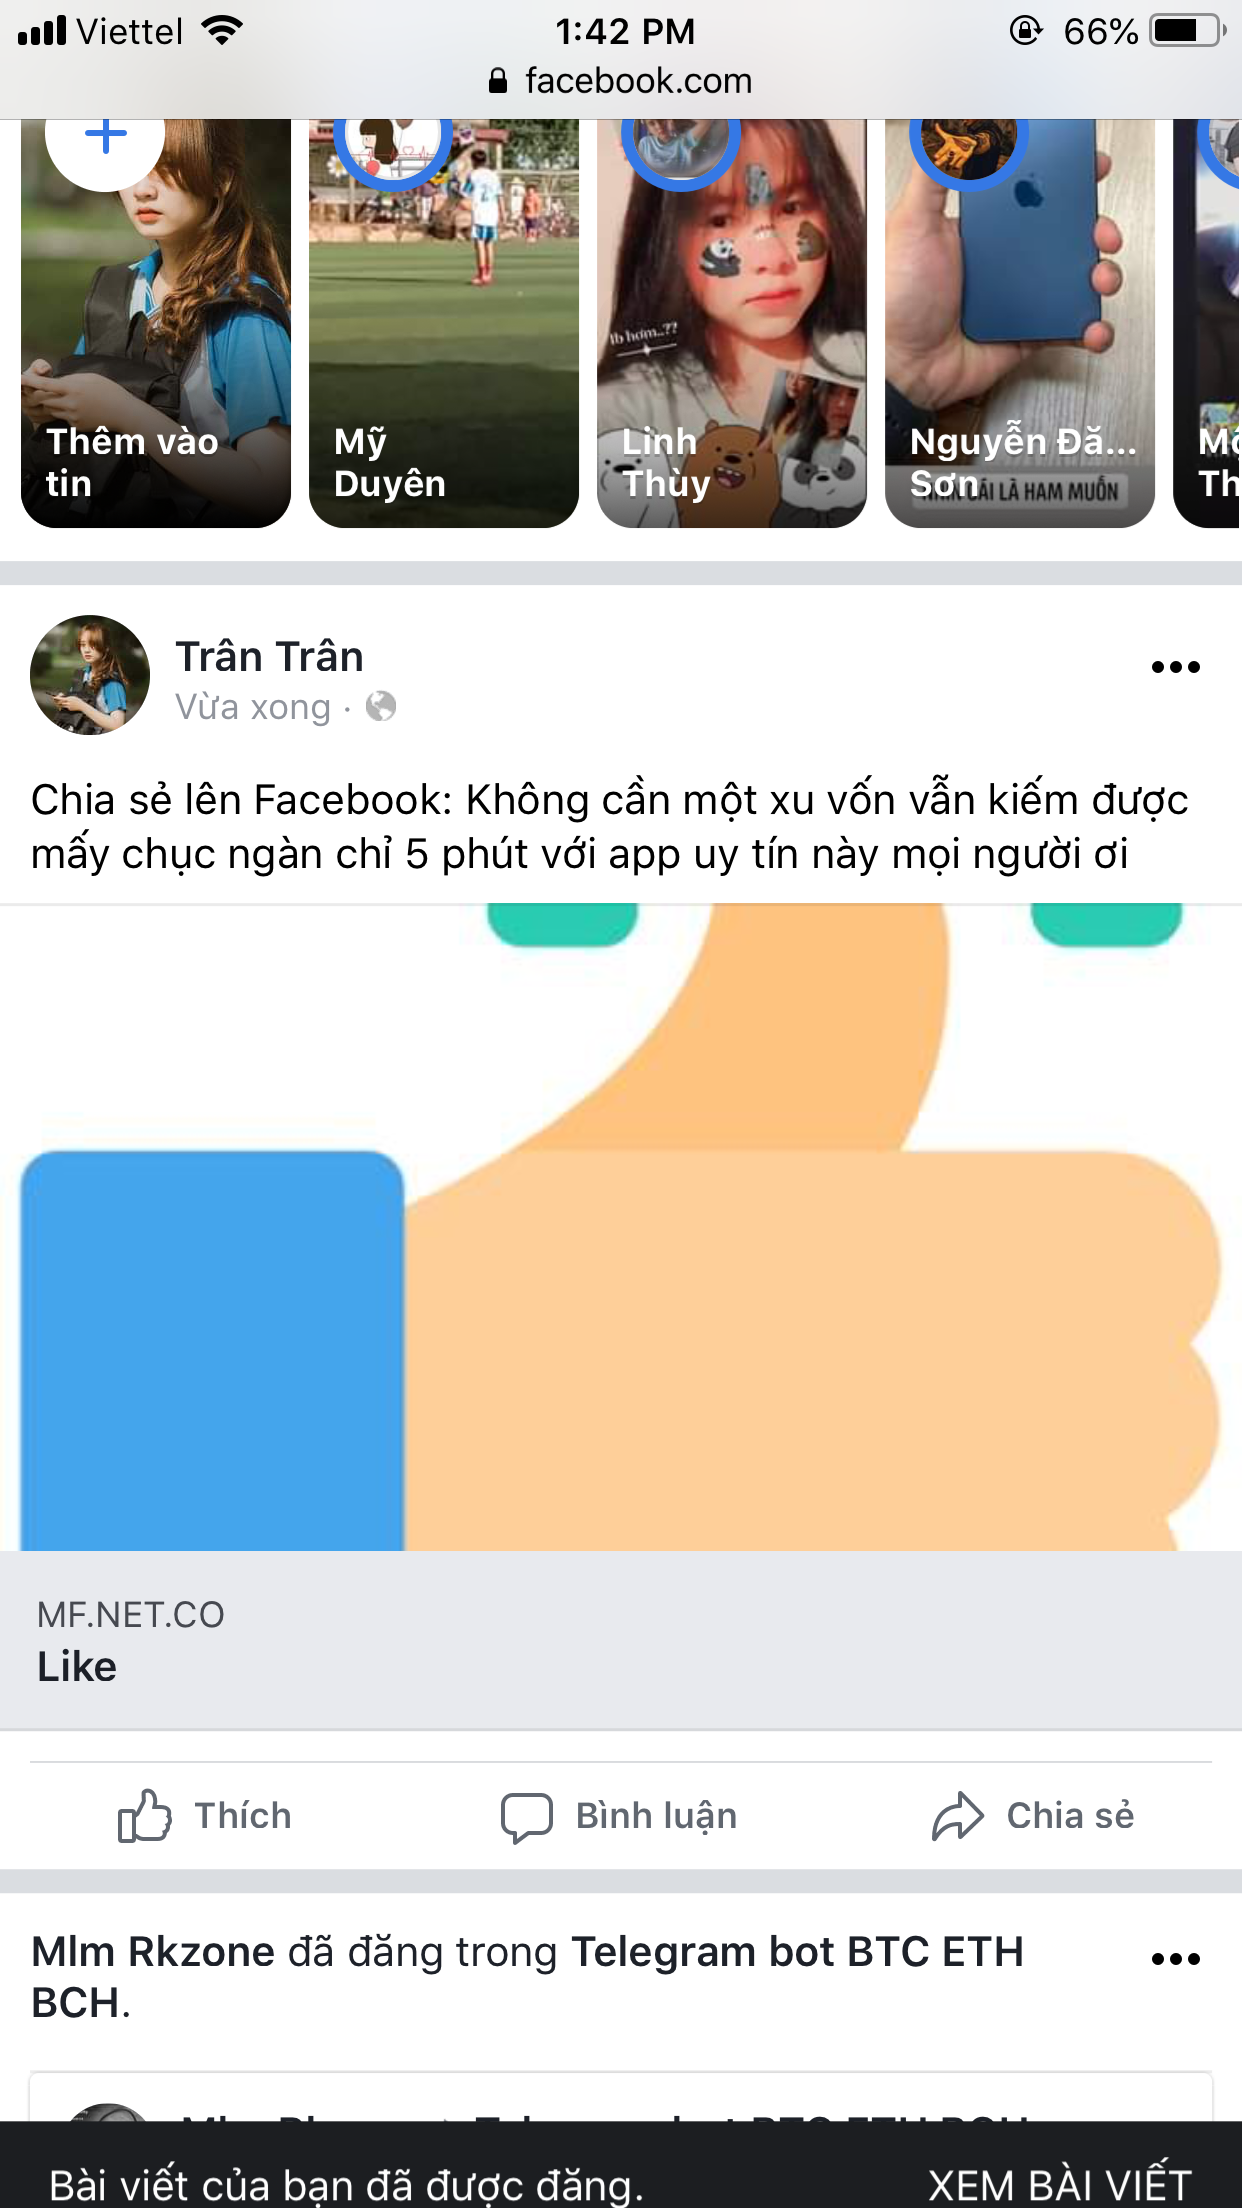 Viettel
1:42 PM
66%
facebook.com
lb hơm..??
Thêm vào
tin
Mỹ
Duyên
Linh
Thùy
Nguyễn Đă...
Sơn
GÁI LÀ HAM MUỐN
Mộ
Th
Trân Trân
Vừa xong ·
Chia sẻ lên Facebook: Không cần một xu vốn vẫn kiếm được
mấy chục ngàn chỉ 5 phút với app uy tín này mọi người ơi
MF.NET.CO
Like
Thích
Bình luận
Chia sẻ
Mlm Rkzone đã đăng trong Telegram bot BTC ETH
BCH.
Bài viết của bạn đã được đăng.
XEM BÀI VIẾT